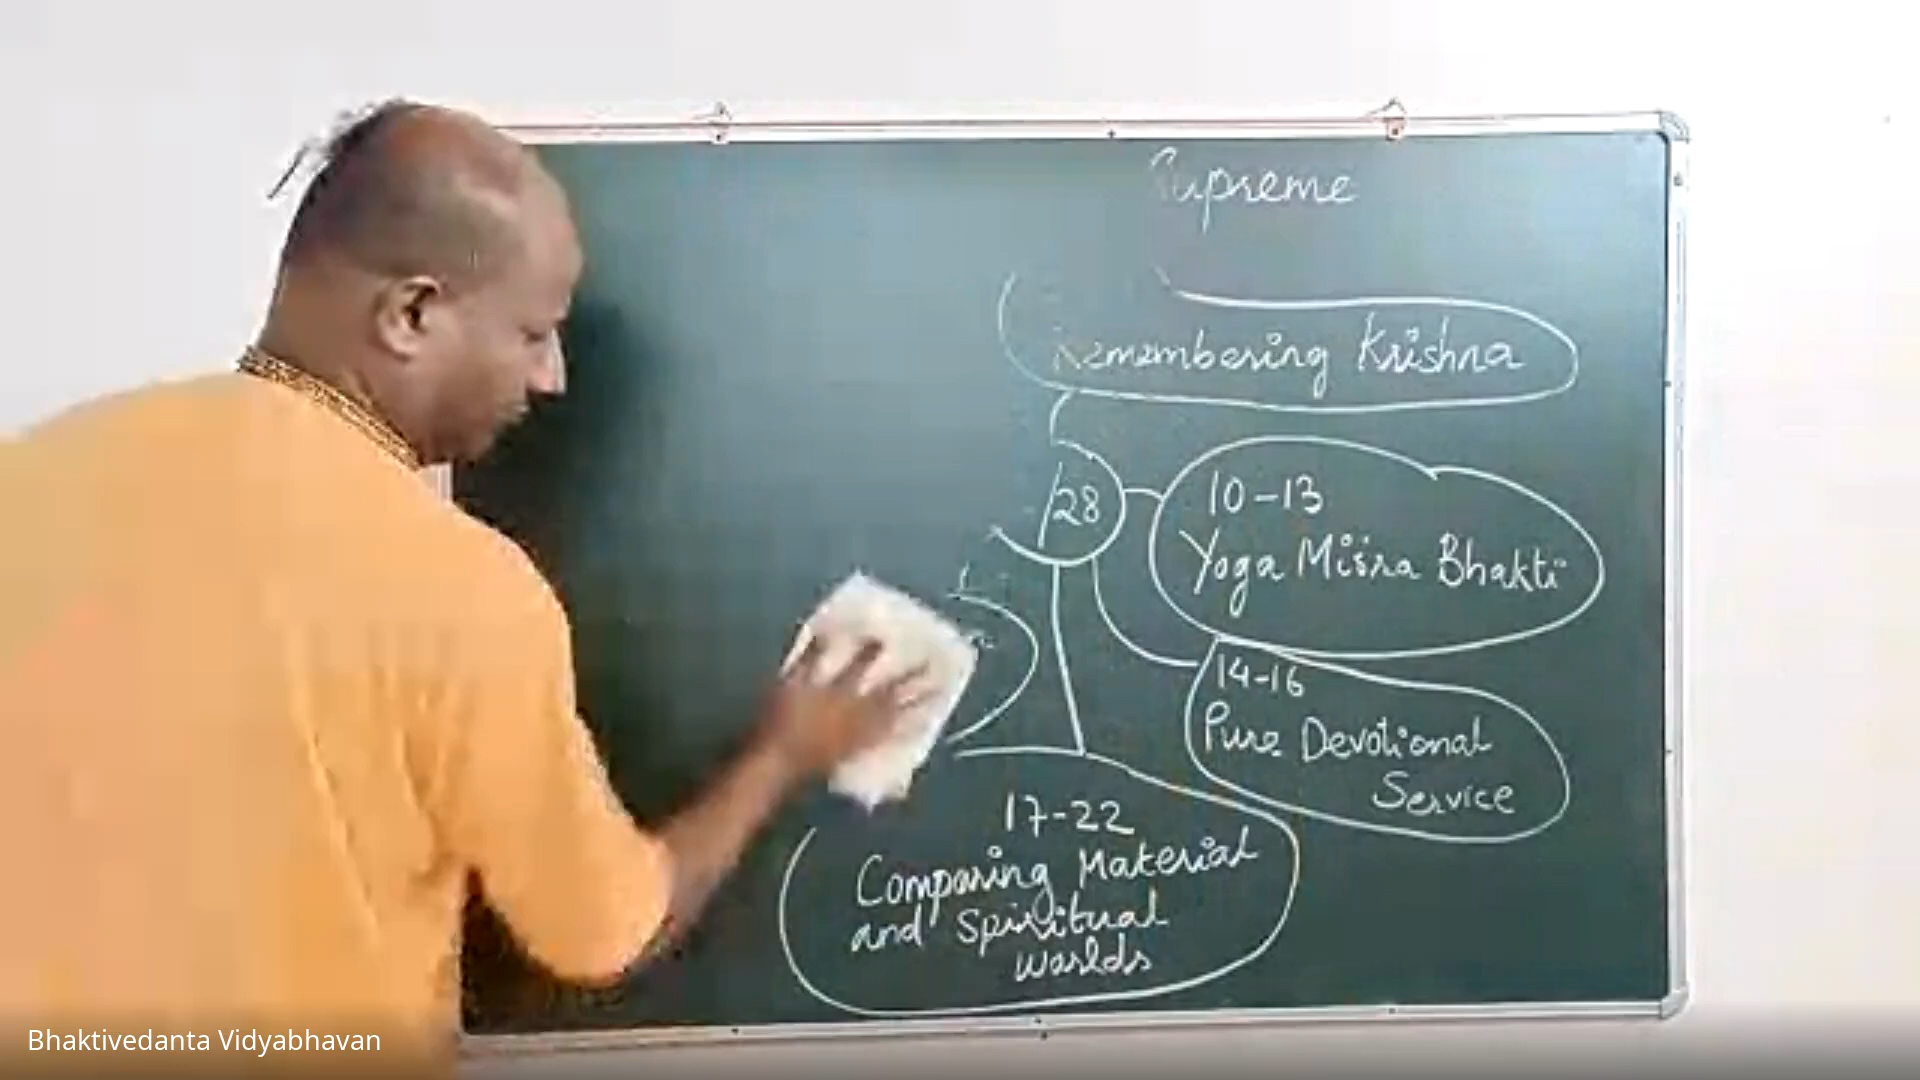 Supreme
Remembering Krishna
28
10-13
Yoga Miśra Bhakti
14-16
Pure Devotional
Service
17-22
Comparing Material
and Spiritual
worlds
Bhaktivedanta Vidyabhavan